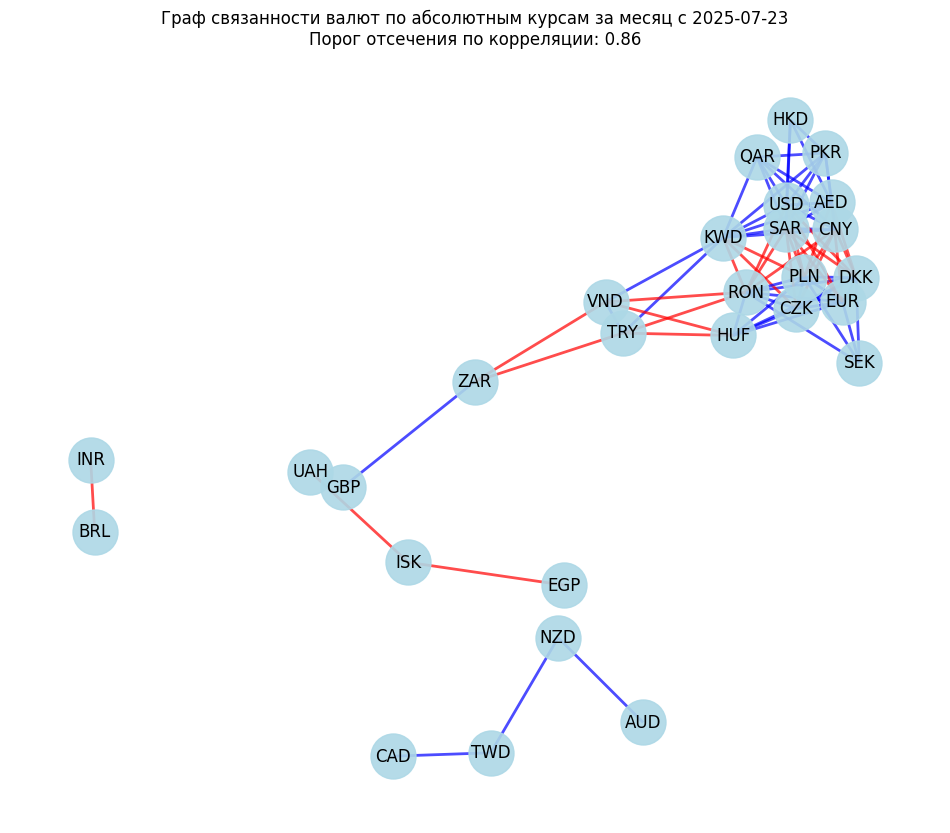 Граф связанности валют по абсолютным курсам за месяц с 2025-07-23
Порог отсечения по корреляции: 0.86
HKD
QAR
PKR
USD
AED
SAR
CNY
KWD
PLN
DKK
RON
EUR
VND
CZK
TRY
HUF
SEK
ZAR
INR
UAH
GBP
BRL
ISK
EGP
NZD
AUD
CAD
TWD